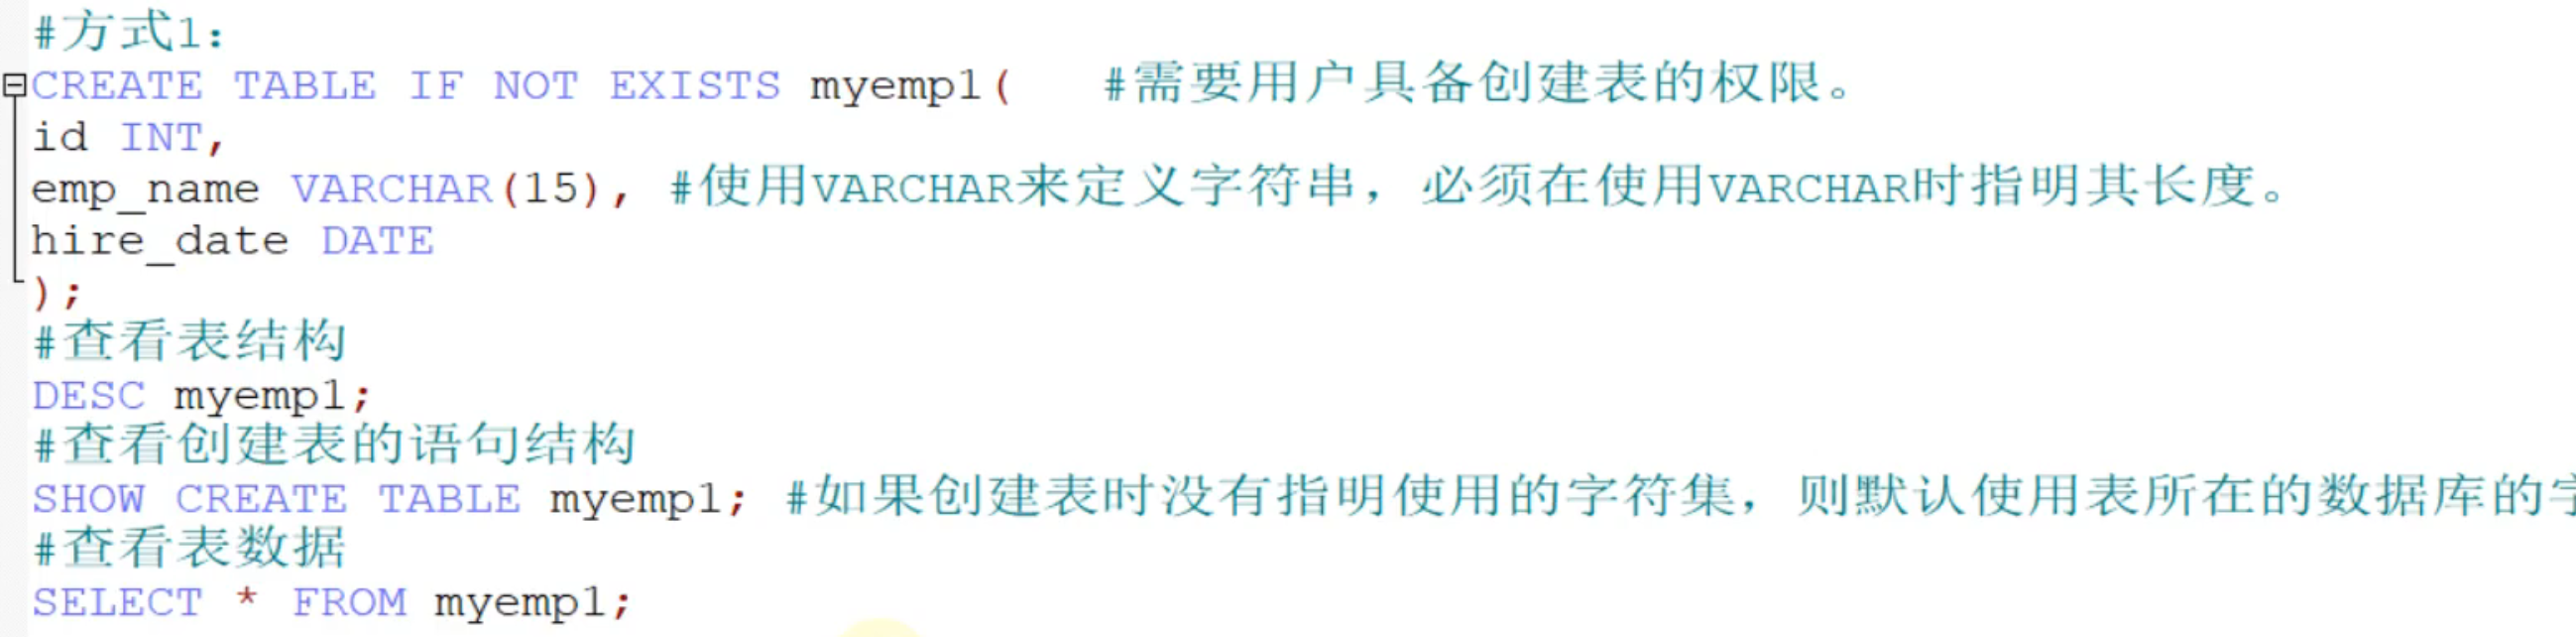 #方式1：
CREATE TABLE IF NOT EXISTS myemp1(   #需要用户具备创建表的权限。
id INT,
emp_name VARCHAR(15), #使用VARCHAR来定义字符串，必须在使用VARCHAR时指明其长度。
hire_date DATE
);
#查看表结构
DESC myemp1;
#查看创建表的语句结构
SHOW CREATE TABLE myemp1; #如果创建表时没有指明使用的字符集，则默认使用表所在的数据库的
#查看表数据
SELECT * FROM myemp1;